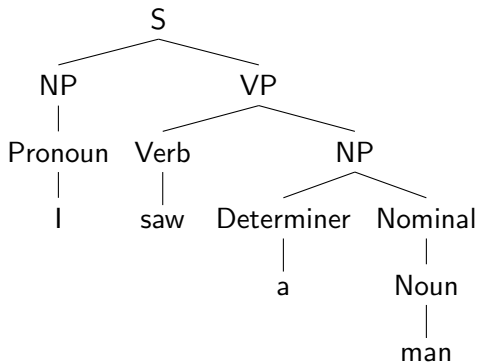 S
NP VP
Pronoun Verb NP
I saw Determiner Nominal
a Noun
man